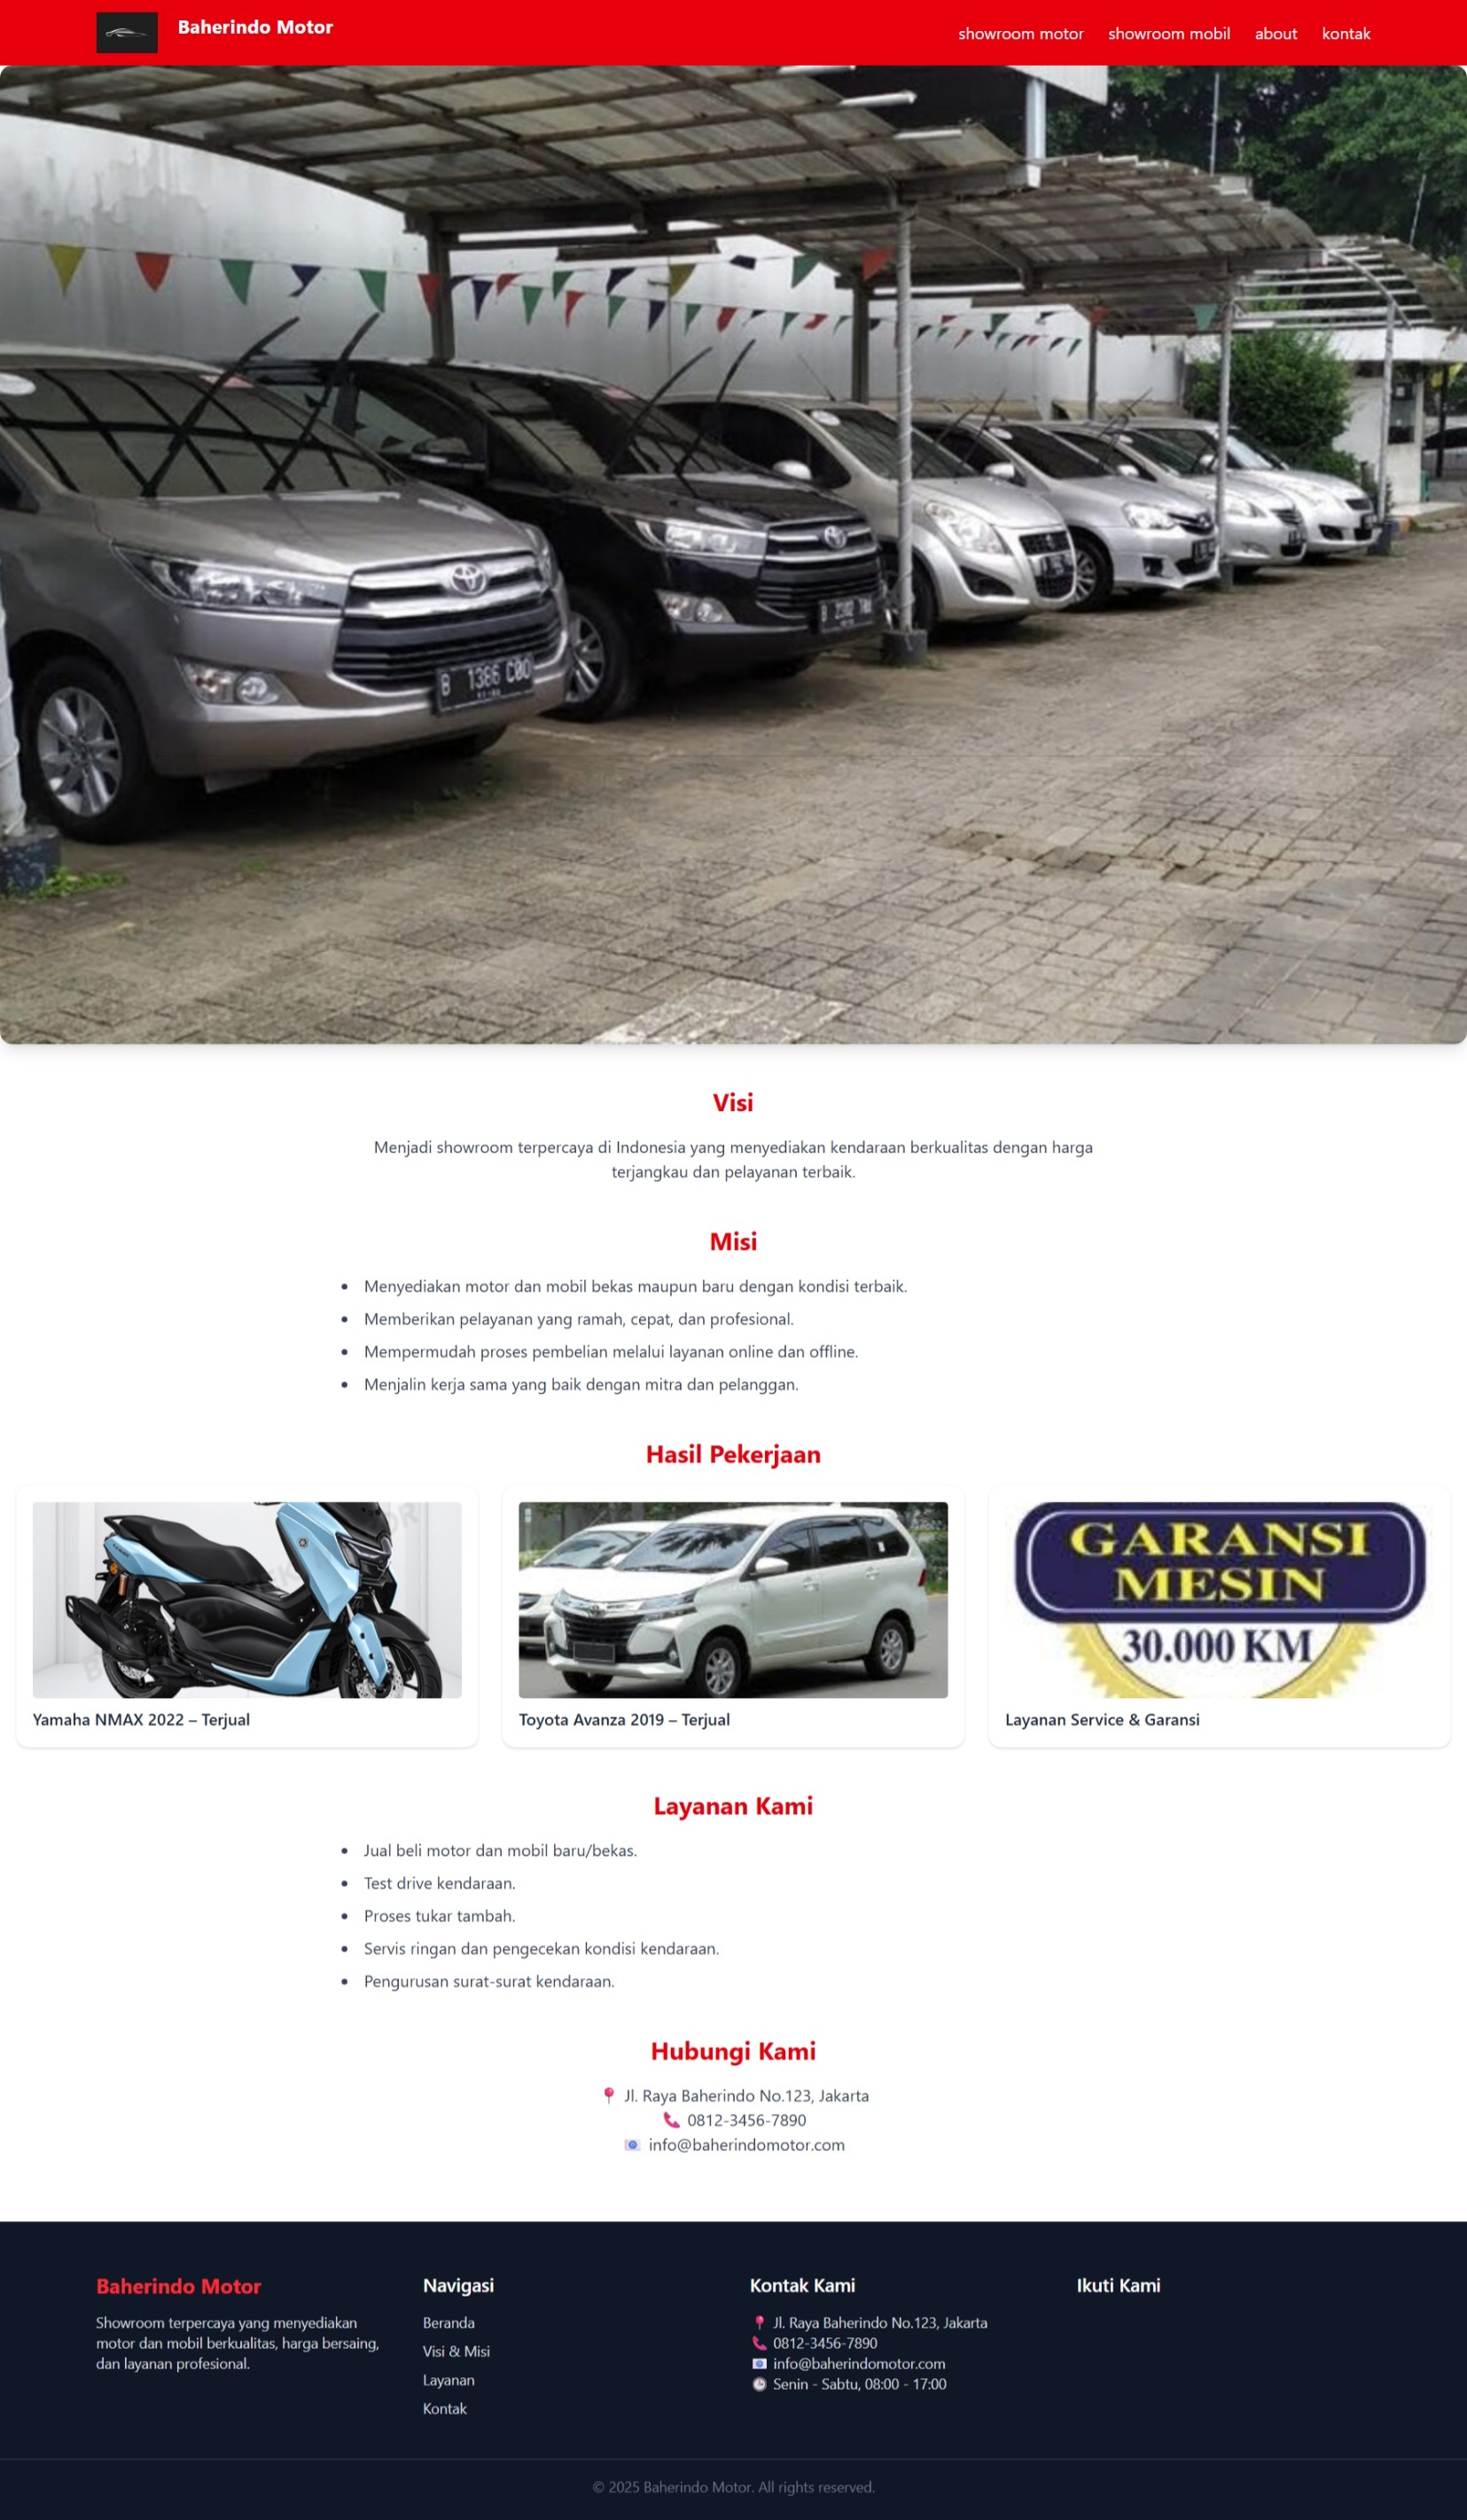 Baherindo Motor
showroom motor showroom mobil about kontak
B 1386 COO
Visi
Menjadi showroom terpercaya di Indonesia yang menyediakan kendaraan berkualitas dengan harga
terjangkau dan pelayanan terbaik.
Misi
• Menyediakan motor dan mobil bekas maupun baru dengan kondisi terbaik.
• Memberikan pelayanan yang ramah, cepat, dan profesional.
• Mempermudah proses pembelian melalui layanan online dan offline.
• Menjalin kerja sama yang baik dengan mitra dan pelanggan.
Hasil Pekerjaan
GARANSI
MESIN
30.000 KM
Yamaha NMAX 2022 – Terjual
Toyota Avanza 2019 – Terjual
Layanan Service & Garansi
Layanan Kami
• Jual beli motor dan mobil baru/bekas.
• Test drive kendaraan.
• Proses tukar tambah.
• Servis ringan dan pengecekan kondisi kendaraan.
• Pengurusan surat-surat kendaraan.
Hubungi Kami
📍 Jl. Raya Baherindo No.123, Jakarta
📞 0812-3456-7890
📧 info@baherindomotor.com
Baherindo Motor
Showroom terpercaya yang menyediakan
motor dan mobil berkualitas, harga bersaing,
dan layanan profesional.
Navigasi
Beranda
Visi & Misi
Layanan
Kontak
Kontak Kami
📍 Jl. Raya Baherindo No.123, Jakarta
📞 0812-3456-7890
📧 info@baherindomotor.com
🕒 Senin - Sabtu, 08:00 - 17:00
Ikuti Kami
© 2025 Baherindo Motor. All rights reserved.